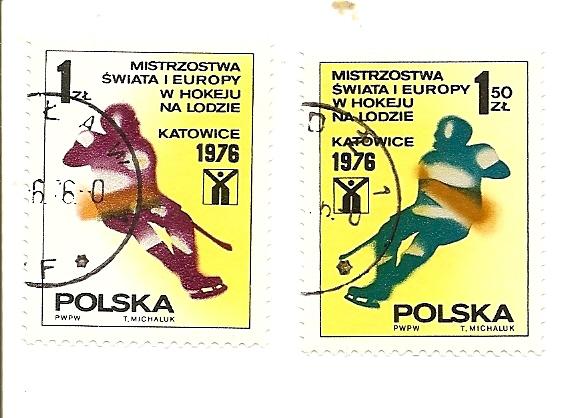 1 ZŁ
MISTRZOSTWA
ŚWIATA I EUROPY
W HOKEJU
NA LODZIE
KATOWICE
1976
POLSKA
PWPW T. MICHALUK
MISTRZOSTWA
ŚWIATA I EUROPY
W HOKEJU
NA LODZIE
1 50 ZŁ
KATOWICE
1976
POLSKA
PWPW T. MICHALUK